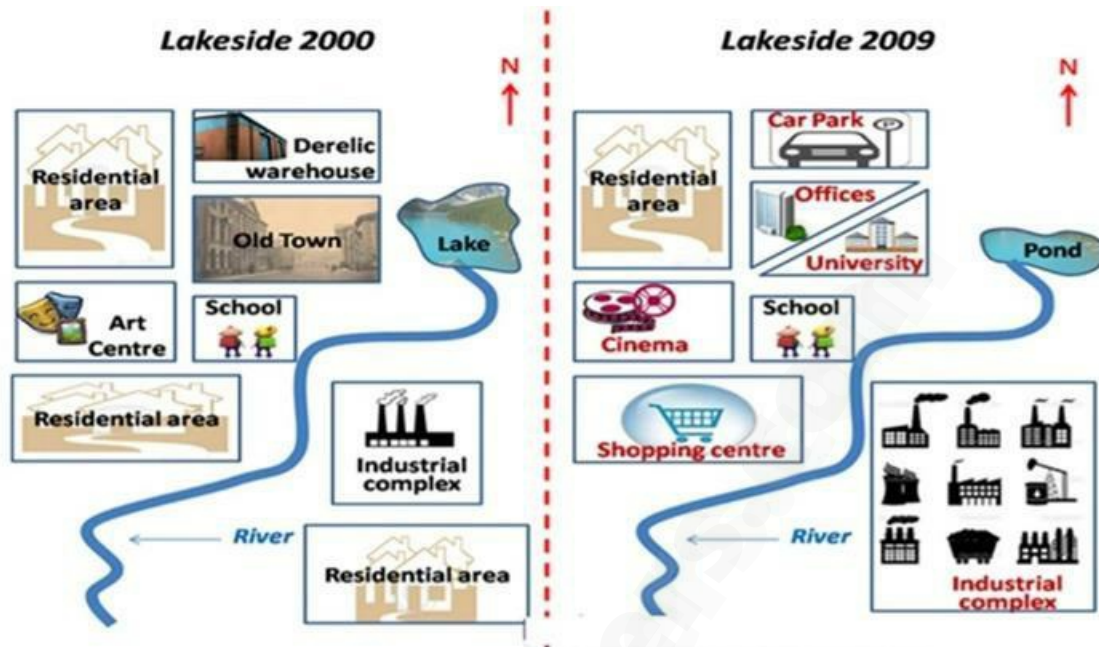 Lakeside 2000
N
Residential
area
Derelic
warehouse
Old Town
Lake
Art
Centre
School
Residential area
Industrial
complex
River
Residential area
Lakeside 2009
N
Residential
area
Car Park
P
Offices
University
Pond
Cinema
School
Shopping centre
River
Industrial
complex